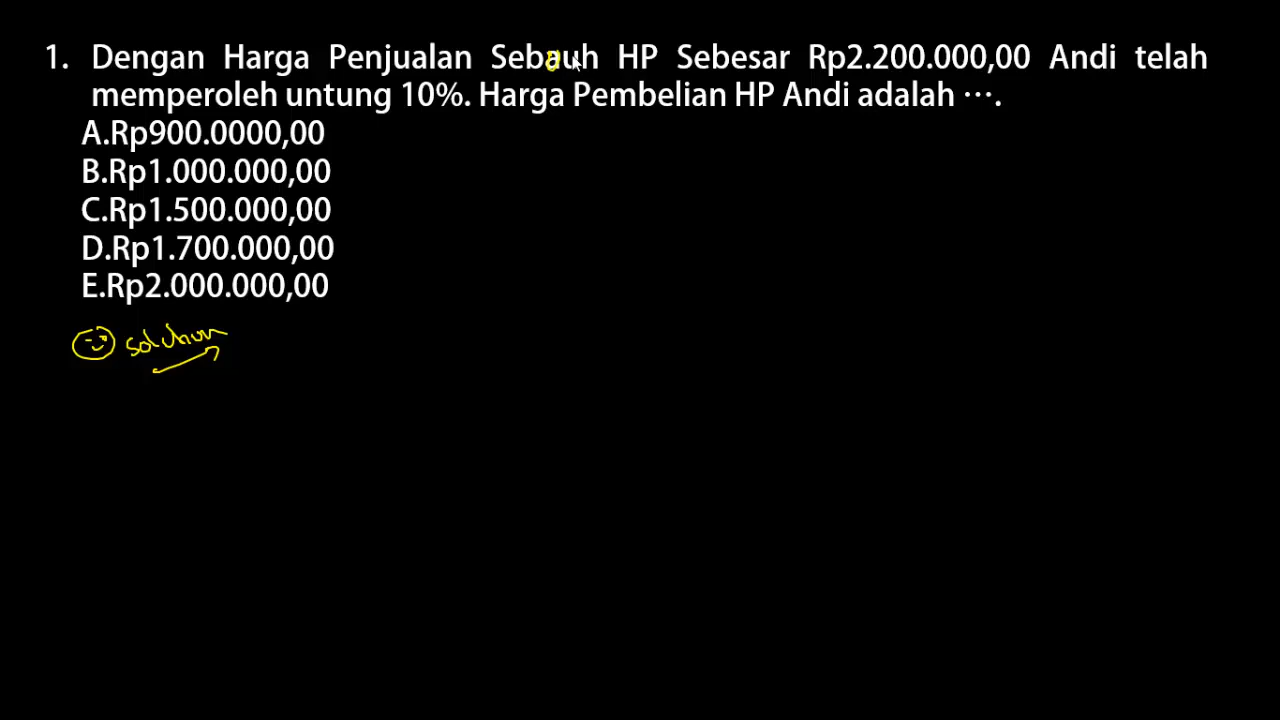 1. Dengan Harga Penjualan Sebauh HP Sebesar Rp2.200.000,00 Andi telah
memperoleh untung 10%. Harga Pembelian HP Andi adalah ….
A.Rp900.0000,00
B.Rp1.000.000,00
C.Rp1.500.000,00
D.Rp1.700.000,00
E.Rp2.000.000,00